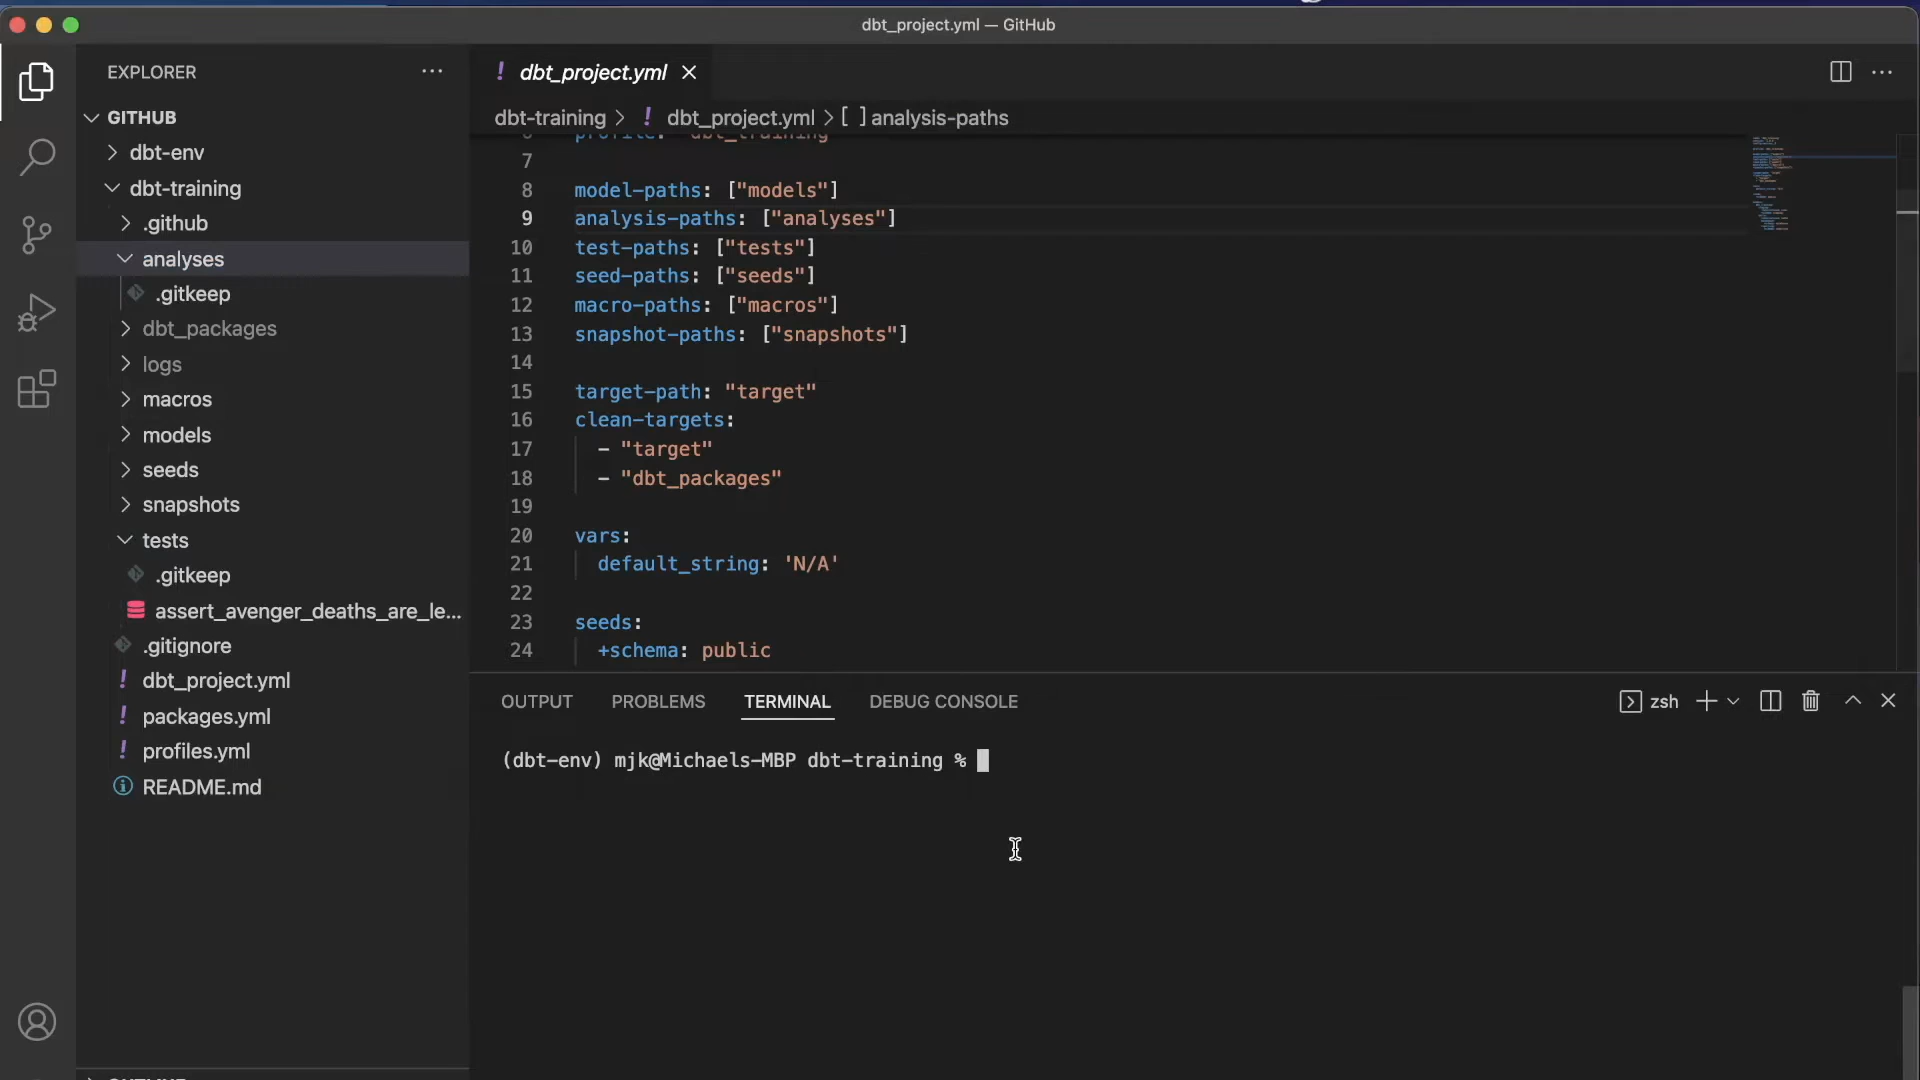 dbt_project.yml — GitHub
EXPLORER
GITHUB
dbt-env
dbt-training
.github
analyses
.gitkeep
dbt_packages
logs
macros
models
seeds
snapshots
tests
.gitkeep
assert_avenger_deaths_are_le...
.gitignore
! dbt_project.yml
! packages.yml
! profiles.yml
README.md
! dbt_project.yml
dbt-training > ! dbt_project.yml > [ ] analysis-paths
7
8 model-paths: ["models"]
9 analysis-paths: ["analyses"]
10 test-paths: ["tests"]
11 seed-paths: ["seeds"]
12 macro-paths: ["macros"]
13 snapshot-paths: ["snapshots"]
14
15 target-path: "target"
16 clean-targets:
17 - "target"
18 - "dbt_packages"
19
20 vars:
21 default_string: 'N/A'
22
23 seeds:
24 +schema: public
OUTPUT PROBLEMS TERMINAL DEBUG CONSOLE
zsh
(dbt-env) mjk@Michaels-MBP dbt-training %